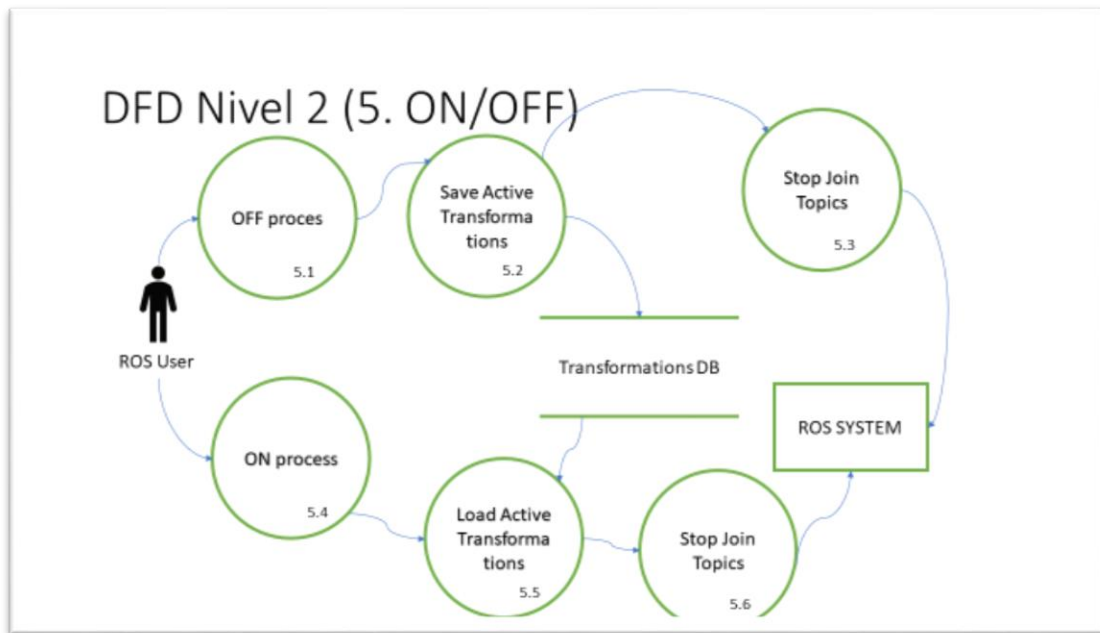 DFD Nivel 2 (5. ON/OFF)
OFF proces
5.1
Save Active
Transforma
tions
5.2
Stop Join
Topics
5.3
ROS User
Transformations DB
ROS SYSTEM
ON process
5.4
Load Active
Transforma
tions
5.5
Stop Join
Topics
5.6